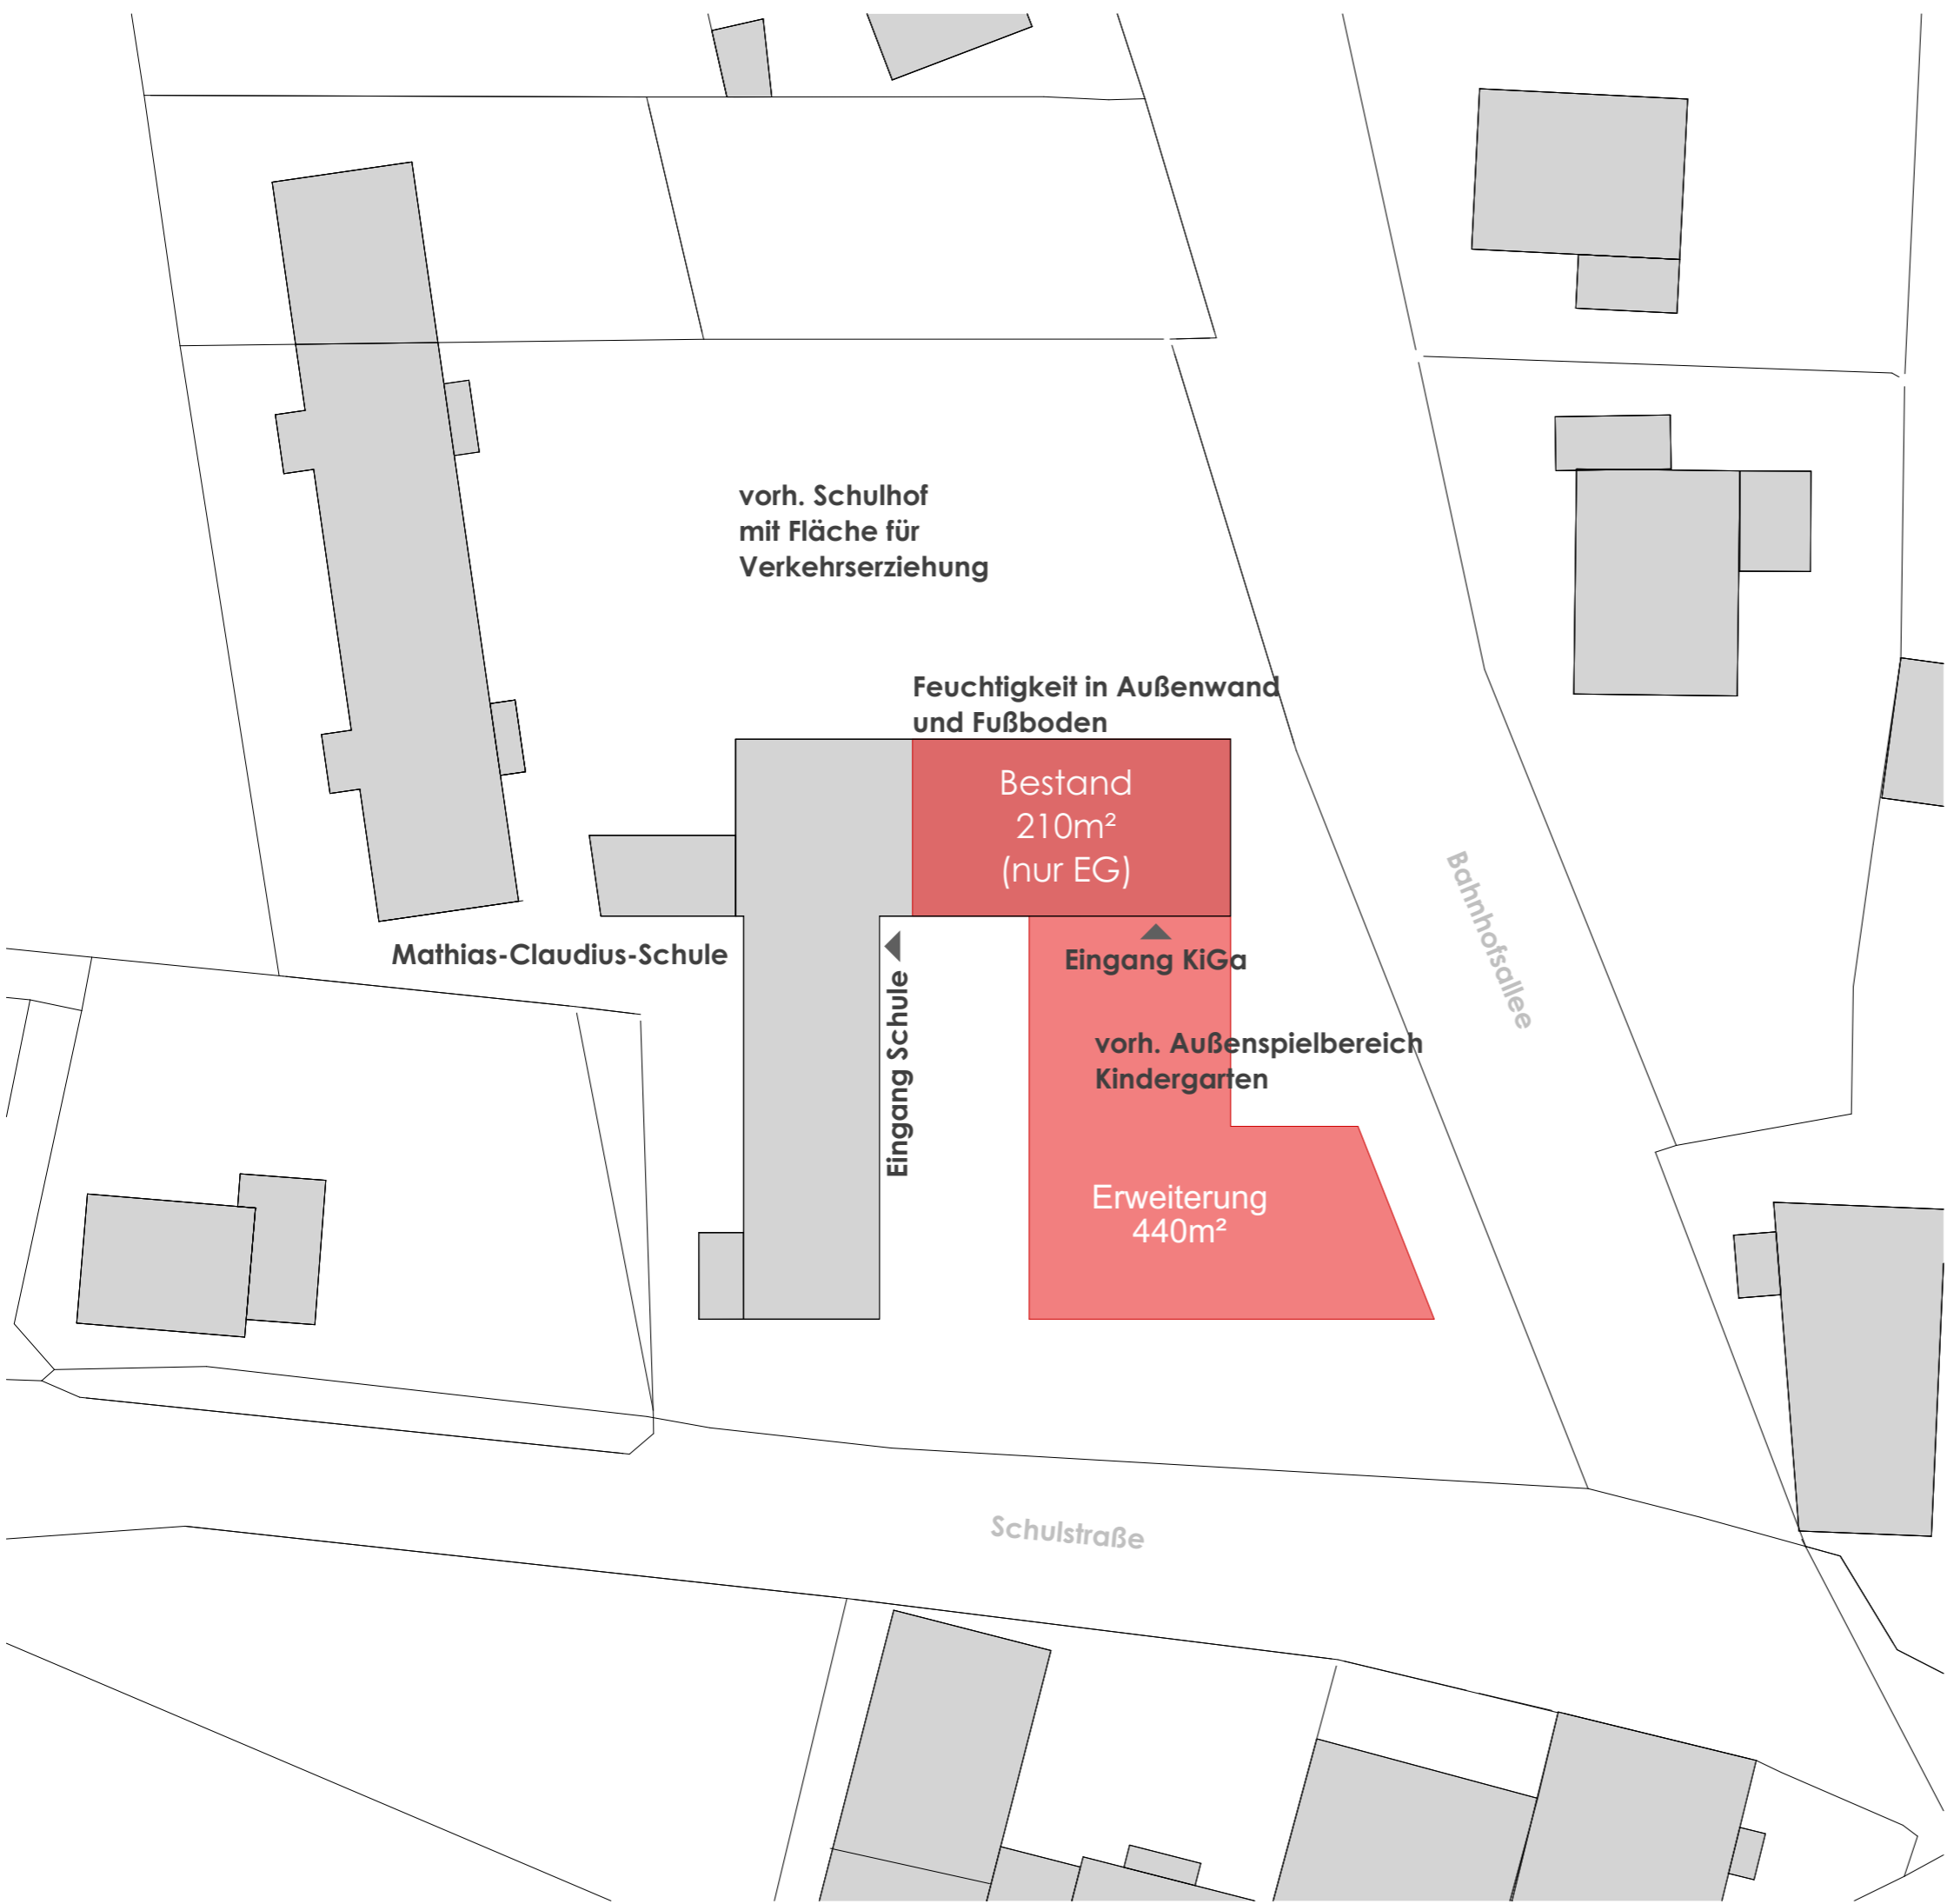 vorh. Schulhof
mit Fläche für
Verkehrserziehung
Feuchtigkeit in Außenwand
und Fußboden
Bestand
210m²
(nur EG)
Bahnhofsallee
Mathias-Claudius-Schule
Eingang Schule
Eingang KiGa
vorh. Außenspielbereich
Kindergarten
Erweiterung
440m²
Schulstraße